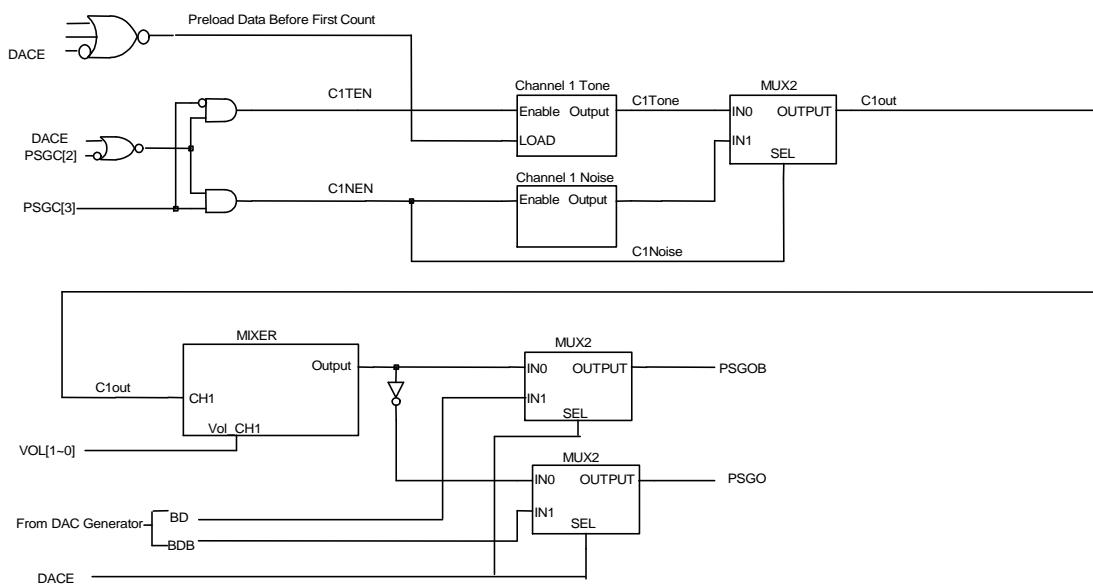 Preload Data Before First Count
DACE
Channel 1 Tone
MUX2
C1TEN
C1Tone
C1out
Enable Output
IN0 OUTPUT
DACE
LOAD
IN1
PSGC[2]
SEL
Channel 1 Noise
C1NEN
Enable Output
PSGC[3]
C1Noise
MIXER
MUX2
Output
IN0 OUTPUT
PSGOB
C1out
CH1
IN1
SEL
Vol_CH1
VOL[1~0]
MUX2
IN0 OUTPUT
PSGO
IN1
BD
SEL
From DAC Generator
BDB
DACE